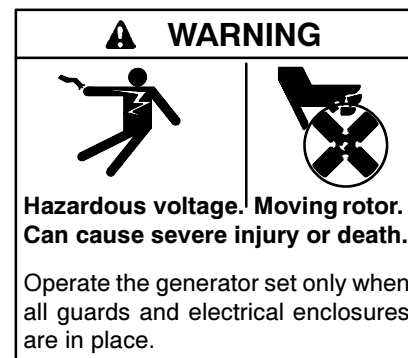 WARNING
Hazardous voltage. Moving rotor.
Can cause severe injury or death.
Operate the generator set only when
all guards and electrical enclosures
are in place.